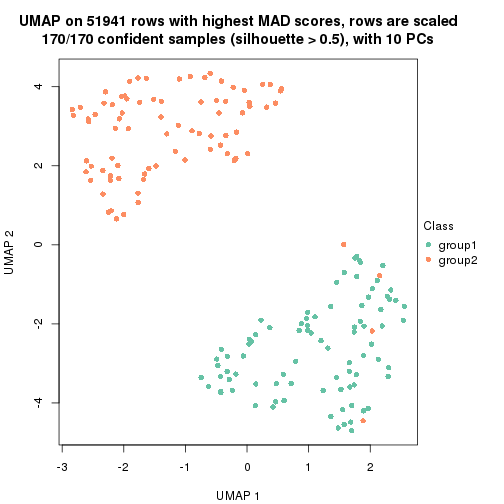 UMAP on 51941 rows with highest MAD scores, rows are scaled
170/170 confident samples (silhouette > 0.5), with 10 PCs
4
2
0
-2
-4
UMAP 2
-3
-2
-1
0
1
2
UMAP 1
Class
group1
group2